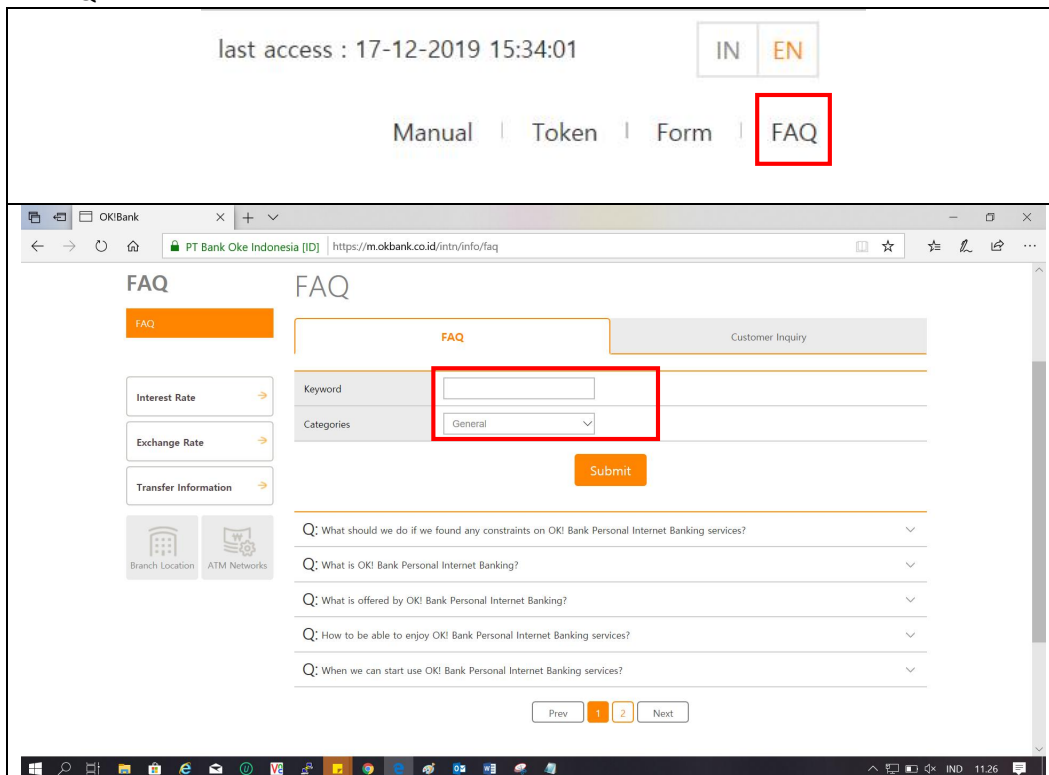 last access : 17-12-2019 15:34:01
IN EN
Manual Token Form FAQ
OK!Bank
PT Bank Oke Indonesia [ID] https://m.okbank.co.id/intn/info/faq
FAQ
FAQ
FAQ
FAQ Customer Inquiry
Interest Rate
Exchange Rate
Transfer Information
Branch Location ATM Networks
Keyword
Categories General
Submit
Q: What should we do if we found any constraints on OK! Bank Personal Internet Banking services?
Q: What is OK! Bank Personal Internet Banking?
Q: What is offered by OK! Bank Personal Internet Banking?
Q: How to be able to enjoy OK! Bank Personal Internet Banking services?
Q: When we can start use OK! Bank Personal Internet Banking services?
Prev 1 2 Next
IND 11.26